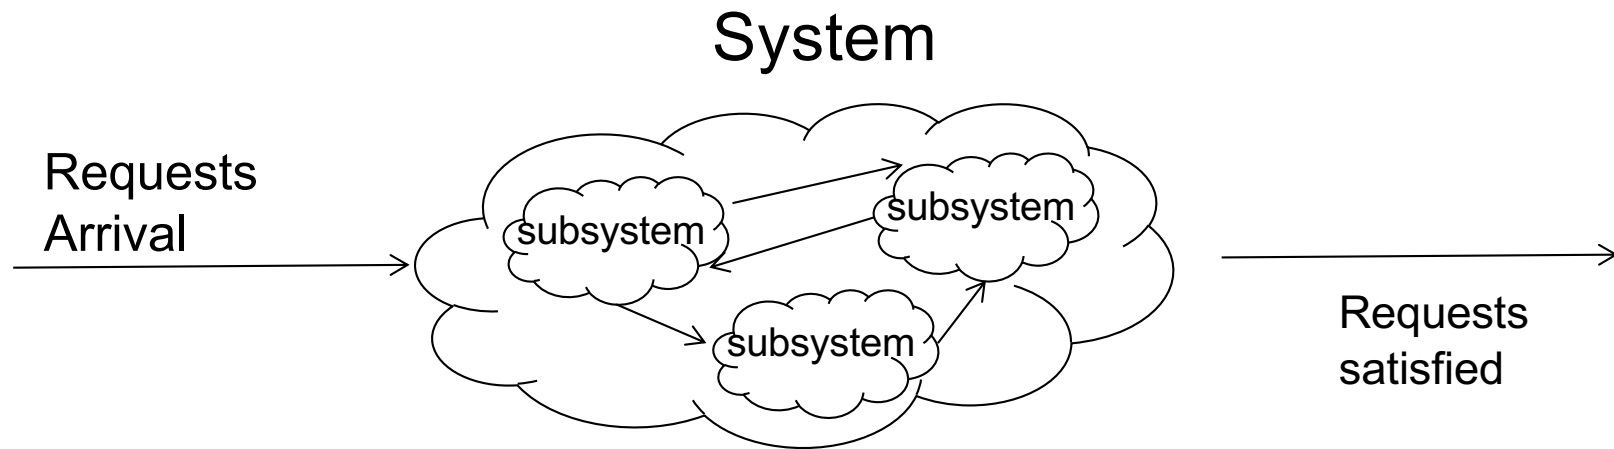 System
Requests
Arrival
subsystem
subsystem
subsystem
Requests
satisfied